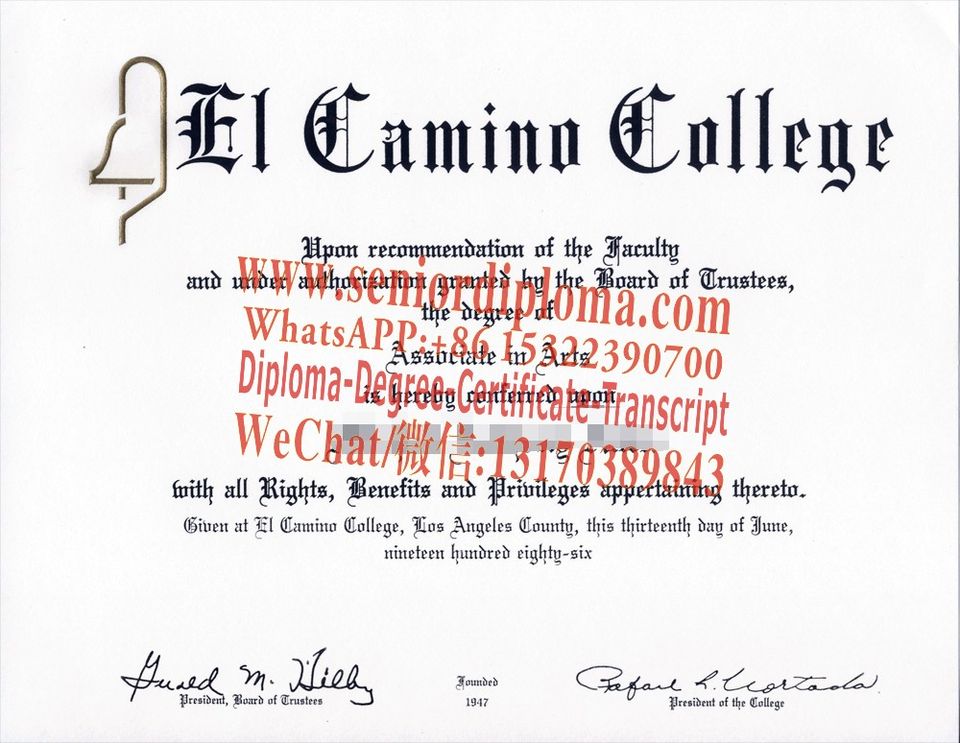 El Camino College
Upon recommendation of the Faculty
and under authorization granted by the Board of Trustees,
www.seniordiploma.com
the degree of
WhatsAPP:+86 15322390700
Associate in Arts
Diploma-Degree-Certificate-Transcript
is hereby conferred upon
WeChat/微信:13170389843
with all Rights, Benefits and Privileges appertaining thereto.
Given at El Camino College, Los Angeles County, this thirteenth day of June,
nineteen hundred eighty-six
Founded
President, Board of Trustees
1947
President of the College